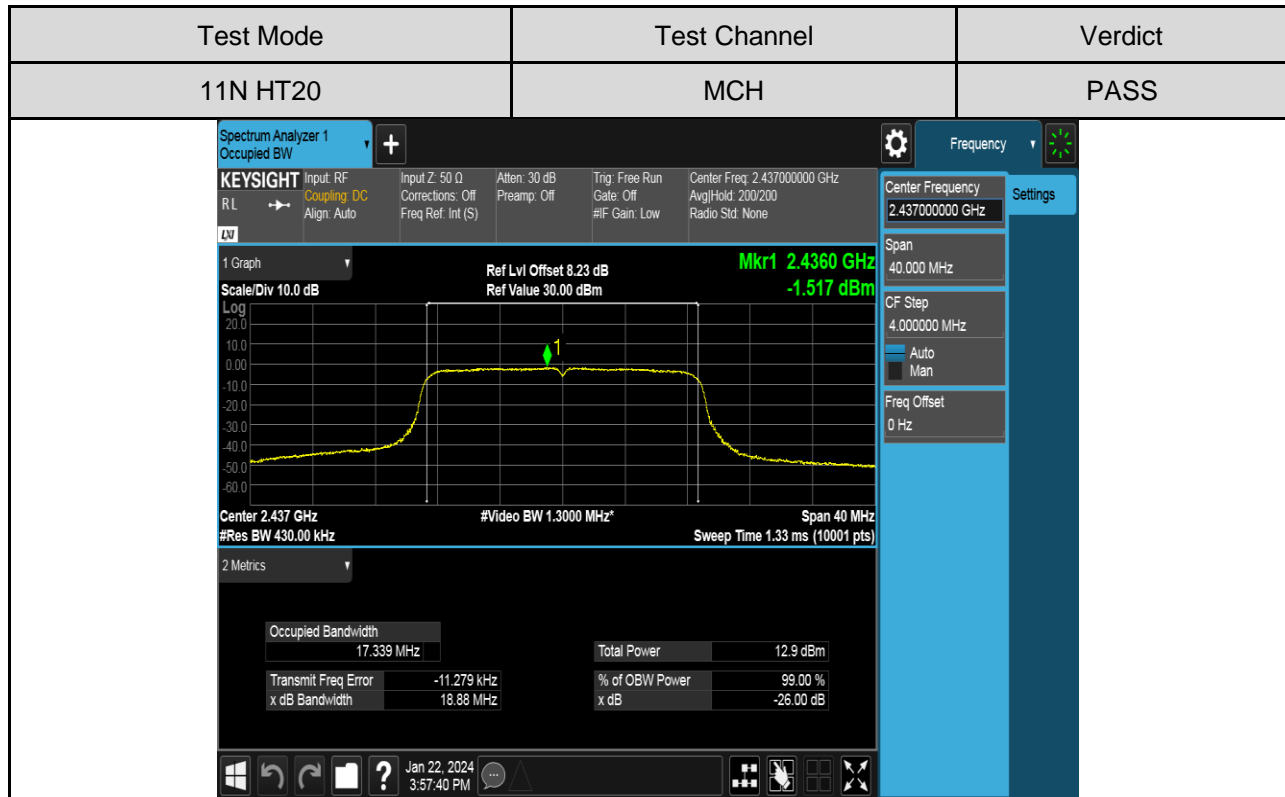 Test Mode Test Channel Verdict
11N HT20 MCH PASS
Spectrum Analyzer 1
Occupied BW
+
Frequency
KEYSIGHT Input: RF Input Z: 50 Ω Atten: 30 dB Trig: Free Run Center Freq: 2.437000000 GHz
RL Coupling: DC Corrections: Off Preamp: Off Gate: Off Avg|Hold: 200/200
Align: Auto Freq Ref: Int (S) #IF Gain: Low Radio Std: None
LXI
Center Frequency
2.437000000 GHz
Settings
Span
40.000 MHz
CF Step
4.000000 MHz
Auto
Man
Freq Offset
0 Hz
1 Graph
Ref Lvl Offset 8.23 dB Mkr1 2.4360 GHz
Scale/Div 10.0 dB Ref Value 30.00 dBm -1.517 dBm
Log
20.0
10.0
1
0.00
-10.0
-20.0
-30.0
-40.0
-50.0
-60.0
Center 2.437 GHz #Video BW 1.3000 MHz* Span 40 MHz
#Res BW 430.00 kHz Sweep Time 1.33 ms (10001 pts)
2 Metrics
Occupied Bandwidth
17.339 MHz Total Power 12.9 dBm
Transmit Freq Error -11.279 kHz % of OBW Power 99.00 %
x dB Bandwidth 18.88 MHz x dB -26.00 dB
? Jan 22, 2024
3:57:40 PM